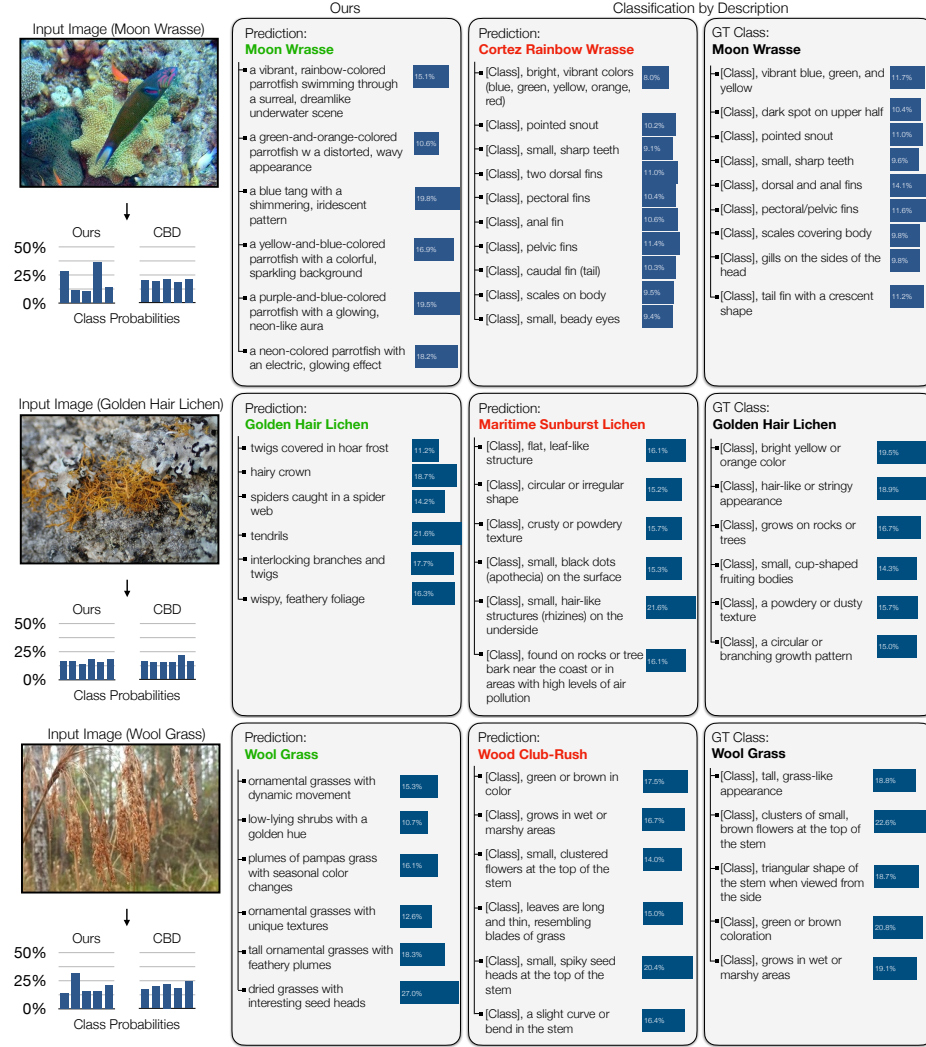 Ours
Classification by Description
Input Image (Moon Wrasse)
50%
25%
0%
Ours
CBD
Class Probabilities
Prediction:
Moon Wrasse
a vibrant, rainbow-colored
parrotfish swimming through
a surreal, dreamlike
underwater scene
15.1%
a green-and-orange-colored
parrotfish w a distorted, wavy
appearance
10.6%
a blue tang with a
shimmering, iridescent
pattern
19.8%
a yellow-and-blue-colored
parrotfish with a colorful,
sparkling background
16.9%
a purple-and-blue-colored
parrotfish with a glowing,
neon-like aura
19.5%
a neon-colored parrotfish with
an electric, glowing effect
18.2%
Prediction:
Cortez Rainbow Wrasse
[Class], bright, vibrant colors
(blue, green, yellow, orange,
red)
8.0%
[Class], pointed snout
10.2%
[Class], small, sharp teeth
9.1%
[Class], two dorsal fins
11.0%
[Class], pectoral fins
10.4%
[Class], anal fin
10.6%
[Class], pelvic fins
11.4%
[Class], caudal fin (tail)
10.3%
[Class], scales on body
9.5%
[Class], small, beady eyes
9.4%
GT Class:
Moon Wrasse
[Class], vibrant blue, green, and
yellow
11.7%
[Class], dark spot on upper half
10.4%
[Class], pointed snout
11.0%
[Class], small, sharp teeth
9.6%
[Class], dorsal and anal fins
14.1%
[Class], pectoral/pelvic fins
11.6%
[Class], scales covering body
9.8%
[Class], gills on the sides of the
head
9.8%
[Class], tail fin with a crescent
shape
11.2%
Input Image (Golden Hair Lichen)
Ours
CBD
50%
25%
0%
Class Probabilities
Prediction:
Golden Hair Lichen
twigs covered in hoar frost
11.2%
hairy crown
18.7%
spiders caught in a spider
web
14.2%
tendrils
21.6%
interlocking branches and
twigs
17.7%
wispy, feathery foliage
16.3%
Prediction:
Maritime Sunburst Lichen
[Class], flat, leaf-like
structure
16.1%
[Class], circular or irregular
shape
15.2%
[Class], crusty or powdery
texture
15.7%
[Class], small, black dots
(apothecia) on the surface
15.3%
[Class], small, hair-like
structures (rhizines) on the
underside
21.6%
[Class], found on rocks or tree
bark near the coast or in
areas with high levels of air
pollution
16.1%
GT Class:
Golden Hair Lichen
[Class], bright yellow or
orange color
19.5%
[Class], hair-like or stringy
appearance
18.9%
[Class], grows on rocks or
trees
16.7%
[Class], small, cup-shaped
fruiting bodies
14.3%
[Class], a powdery or dusty
texture
15.7%
[Class], a circular or
branching growth pattern
15.0%
Input Image (Wool Grass)
Ours
CBD
50%
25%
0%
Class Probabilities
Prediction:
Wool Grass
ornamental grasses with
dynamic movement
15.3%
low-lying shrubs with a
golden hue
10.7%
plumes of pampas grass
with seasonal color
changes
16.1%
ornamental grasses with
unique textures
12.6%
tall ornamental grasses with
feathery plumes
18.3%
dried grasses with
interesting seed heads
27.0%
Prediction:
Wood Club-Rush
[Class], green or brown in
color
17.5%
[Class], grows in wet or
marshy areas
16.7%
[Class], small, clustered
flowers at the top of the
stem
14.0%
[Class], leaves are long
and thin, resembling
blades of grass
15.0%
[Class], small, spiky seed
heads at the top of the
stem
20.4%
[Class], a slight curve or
bend in the stem
16.4%
GT Class:
Wool Grass
[Class], tall, grass-like
appearance
18.8%
[Class], clusters of small,
brown flowers at the top of
the stem
22.6%
[Class], triangular shape of
the stem when viewed from
the side
18.7%
[Class], green or brown
coloration
20.8%
[Class], grows in wet or
marshy areas
19.1%